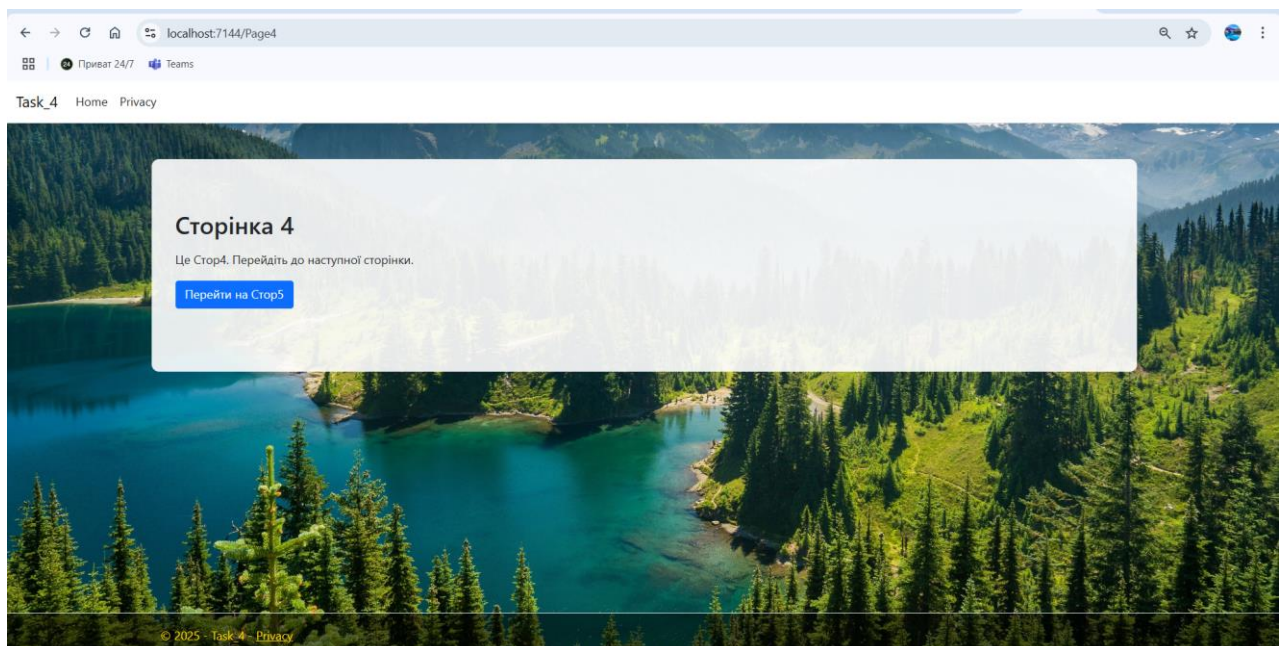 localhost:7144/Page4
24 Приват 24/7 Teams
Task_4 Home Privacy
Сторінка 4
Це Стор4. Перейдіть до наступної сторінки.
Перейти на Стор5
© 2025 - Task_4 - Privacy